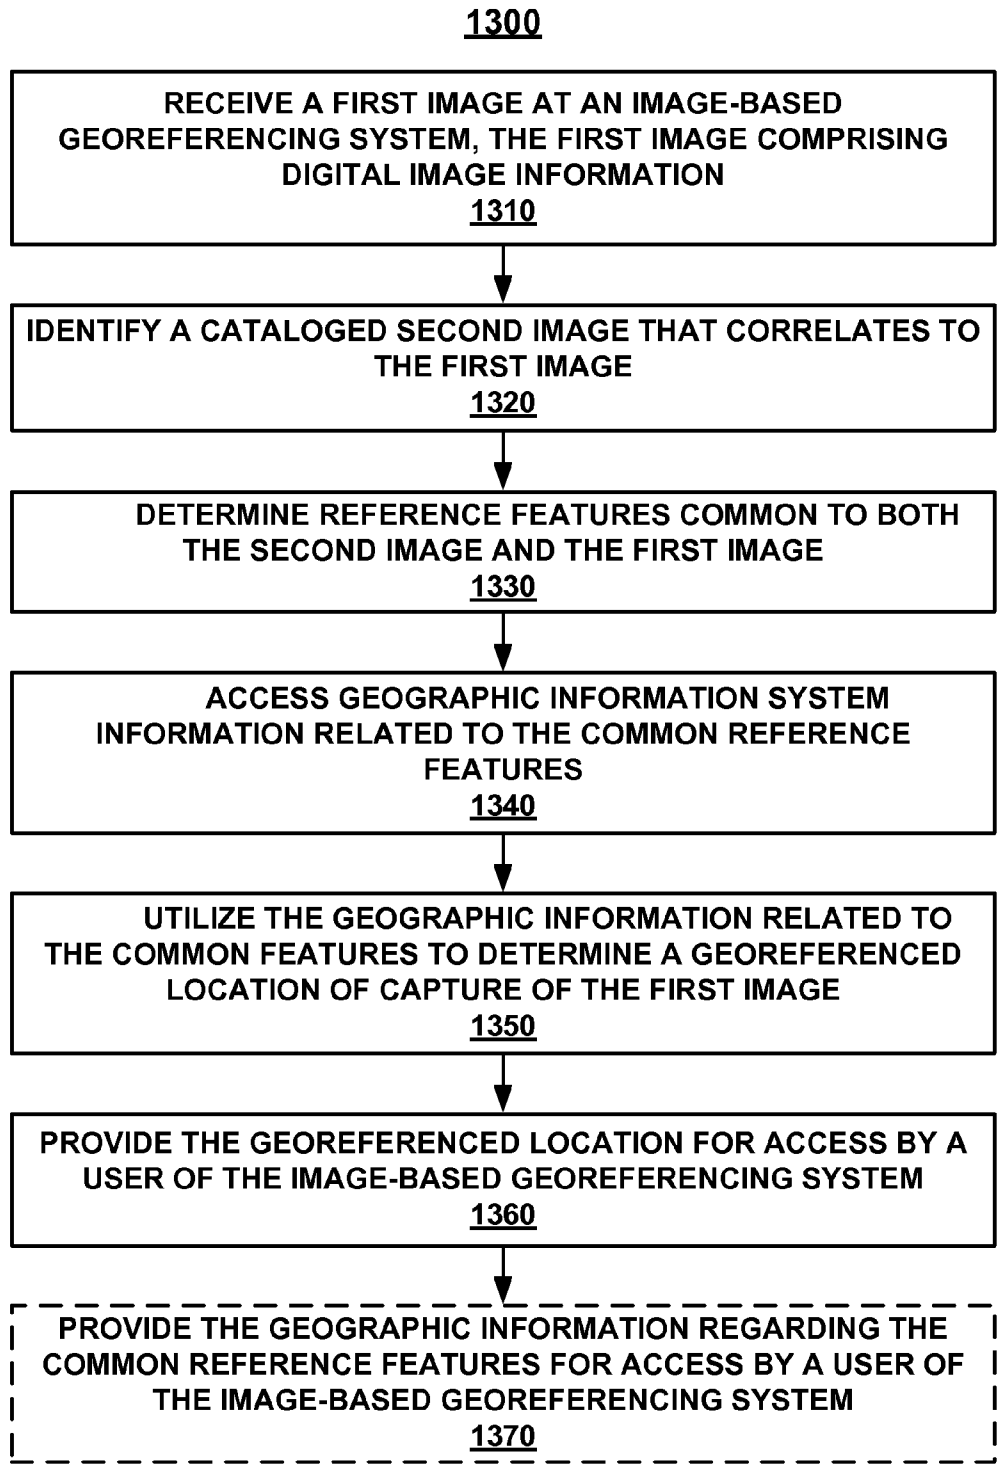 1300
RECEIVE A FIRST IMAGE AT AN IMAGE-BASED
GEOREFERENCING SYSTEM, THE FIRST IMAGE COMPRISING
DIGITAL IMAGE INFORMATION
1310
IDENTIFY A CATALOGED SECOND IMAGE THAT CORRELATES TO
THE FIRST IMAGE
1320
DETERMINE REFERENCE FEATURES COMMON TO BOTH
THE SECOND IMAGE AND THE FIRST IMAGE
1330
ACCESS GEOGRAPHIC INFORMATION SYSTEM
INFORMATION RELATED TO THE COMMON REFERENCE
FEATURES
1340
UTILIZE THE GEOGRAPHIC INFORMATION RELATED TO
THE COMMON FEATURES TO DETERMINE A GEOREFERENCED
LOCATION OF CAPTURE OF THE FIRST IMAGE
1350
PROVIDE THE GEOREFERENCED LOCATION FOR ACCESS BY A
USER OF THE IMAGE-BASED GEOREFERENCING SYSTEM
1360
PROVIDE THE GEOGRAPHIC INFORMATION REGARDING THE
COMMON REFERENCE FEATURES FOR ACCESS BY A USER OF
THE IMAGE-BASED GEOREFERENCING SYSTEM
1370